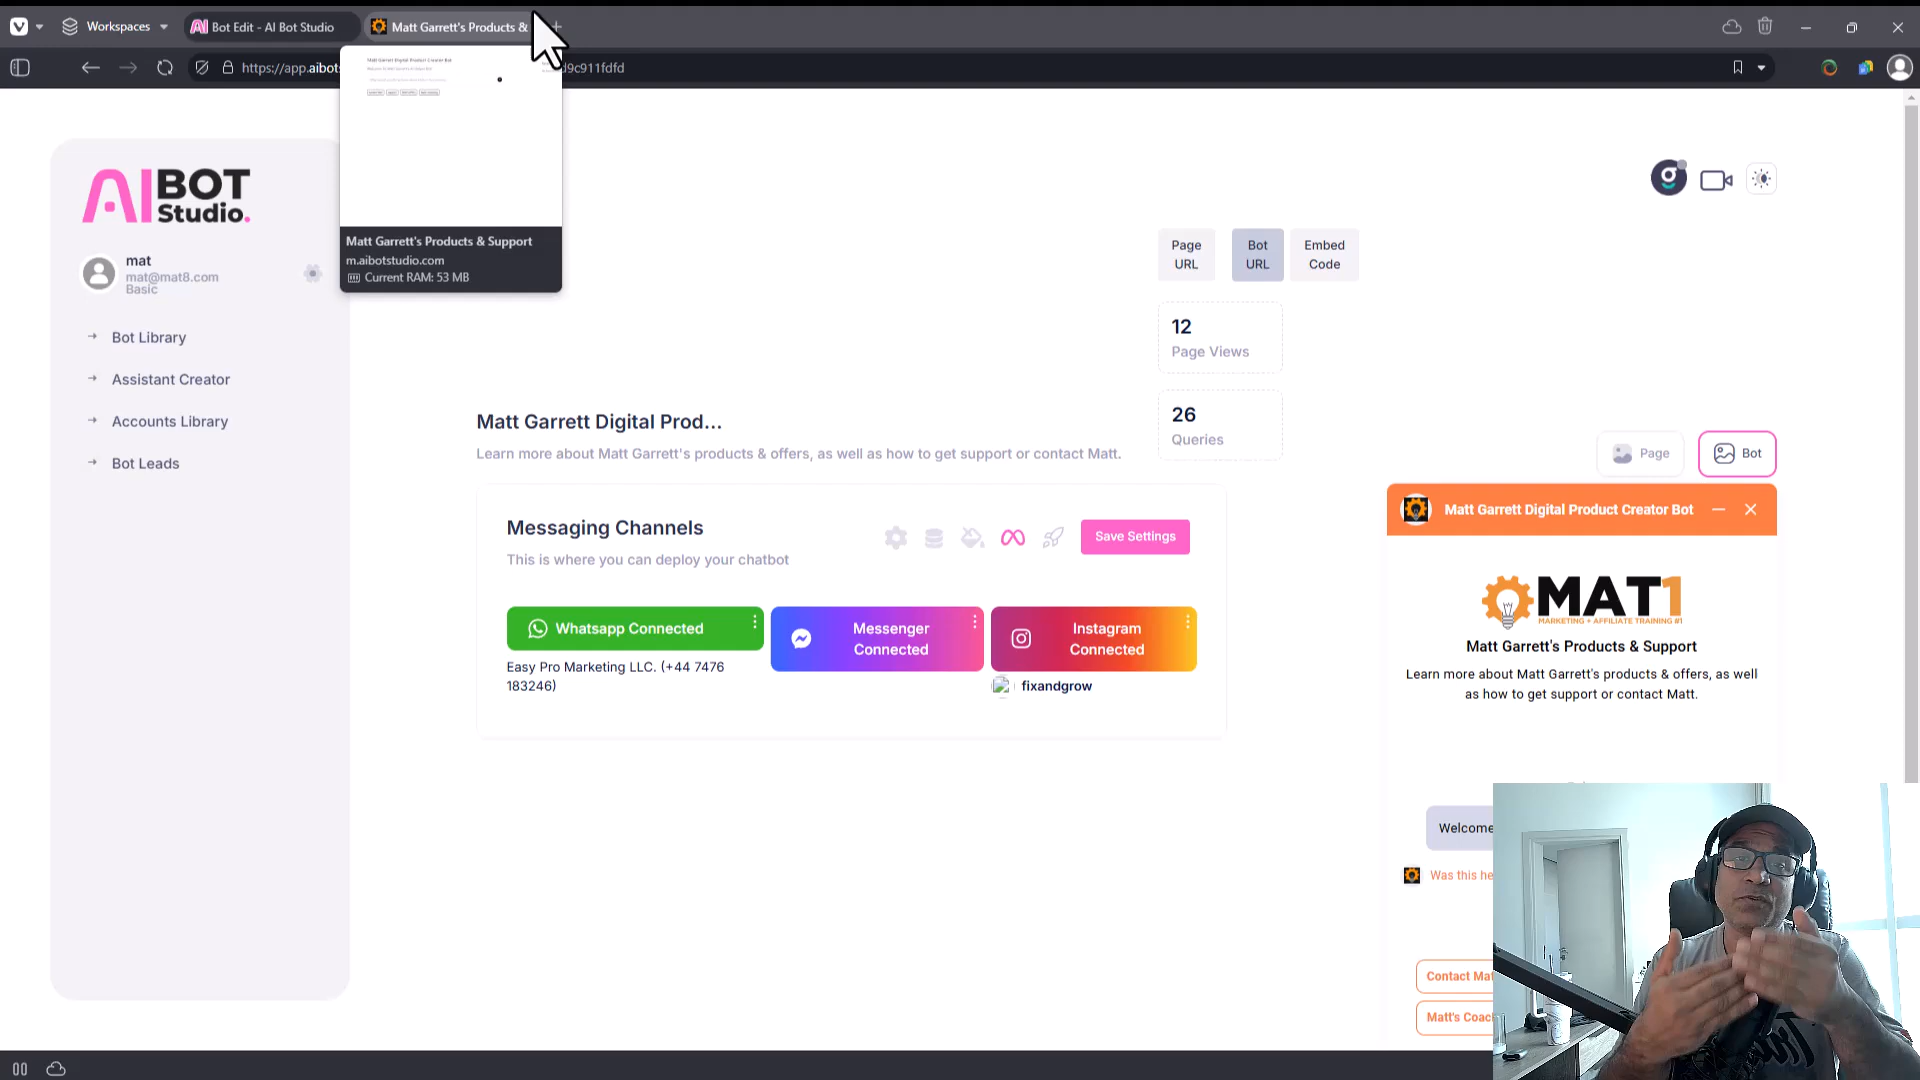 Workspaces
Bot Edit - AI Bot Studio
Matt Garrett's Products &
https://app.aibots
d9c911fdfd
Matt Garrett's Products & Support
m.aibotstudio.com
Current RAM: 53 MB
AI BOT
Studio.
mat
mat@mat8.com
Basic
Bot Library
Assistant Creator
Accounts Library
Bot Leads
Page
URL
Bot
URL
Embed
Code
12
Page Views
26
Queries
Matt Garrett Digital Prod...
Learn more about Matt Garrett's products & offers, as well as how to get support or contact Matt.
Page
Bot
Messaging Channels
This is where you can deploy your chatbot
Save Settings
Whatsapp Connected
Easy Pro Marketing LLC. (+44 7476
183246)
Messenger
Connected
Instagram
Connected
fixandgrow
Matt Garrett Digital Product Creator Bot
MAT1
MARKETING + AFFILIATE TRAINING #1
Matt Garrett's Products & Support
Learn more about Matt Garrett's products & offers, as well
as how to get support or contact Matt.
Welcome
Was this he
Contact Mat
Matt's Coac